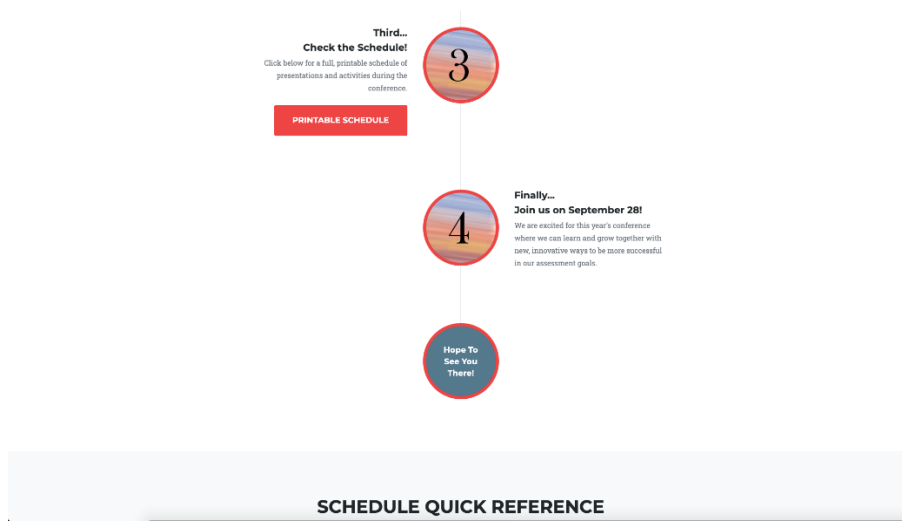 Third...
Check the Schedule!
Click below for a full, printable schedule of
presentations and activities during the
conference.
PRINTABLE SCHEDULE
3
4
Finally...
Join us on September 28!
We are excited for this year's conference
where we can learn and grow together with
new, innovative ways to be more successful
in our assessment goals.
Hope To
See You
There!
SCHEDULE QUICK REFERENCE